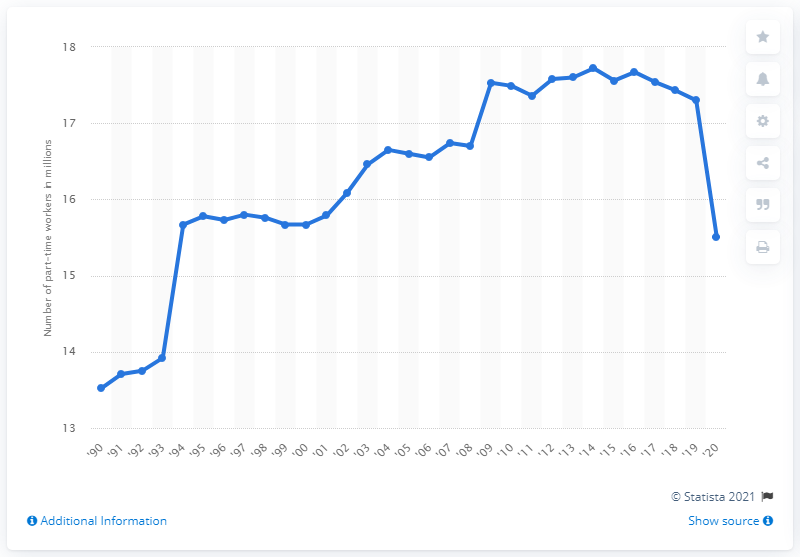 18
17
16
15
14
13
Number of part-time workers in millions
'90 '91 '92 '93 '94 '95 '96 '97 '98 '99 '00 '01 '02 '03 '04 '05 '06 '07 '08 '09 '10 '11 '12 '13 '14 '15 '16 '17 '18 '19 '20
© Statista 2021
Additional Information
Show source